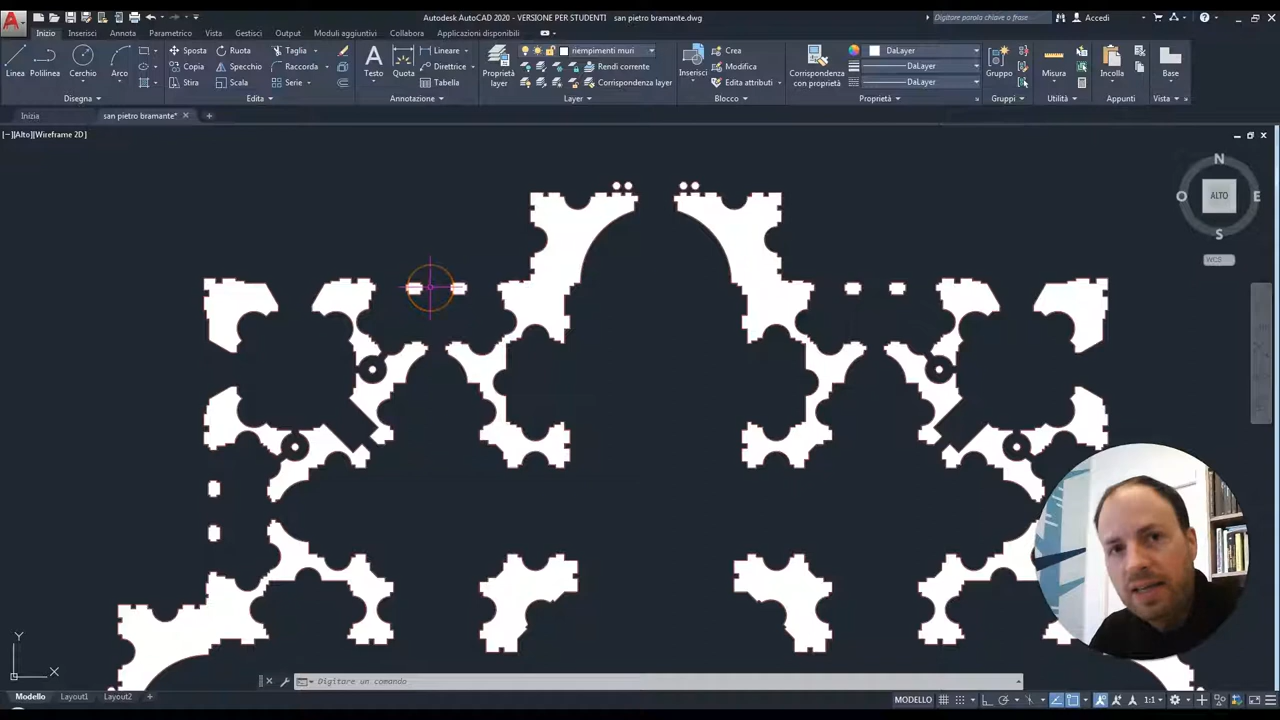 Autodesk AutoCAD 2020 - VERSIONE PER STUDENTI san pietro bramante.dwg
Digitare parola chiave o frase
Accedi
Inizio Inserisci Annota Parametrico Vista Gestisci Output Moduli aggiuntivi Collabora Applicazioni disponibili
Linea Polilinea Cerchio Arco
Sposta Ruota Taglia
Copia Specchio Raccorda
Stira Scala Serie
Testo Quota
Lineare
Direttrice
Tabella
Proprietà layer
riempimenti muri
Rendi corrente
Corrispondenza layer
Inserisci
Crea
Modifica
Modifica attributi
Corrispondenza proprietà
DaLayer
DaLayer
DaLayer
Gruppo
Misura
Incolla
Base
Disegna Edita Annotazione Layer Blocco Proprietà Gruppi Utilità Appunti Vista
Inizia san pietro bramante*
[−][Alto][Wireframe 2D]
N
O ALTO E
S
WCS
Y
X
Digitare un comando
Modello Layout1 Layout2 +
MODELLO
1:1